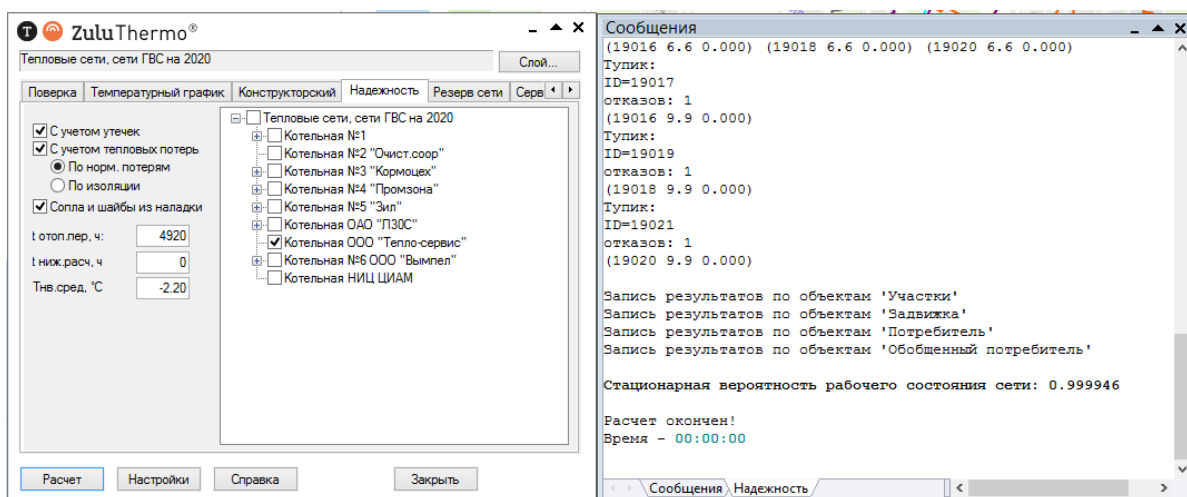 ZuluThermo®
Тепловые сети, сети ГВС на 2020
Слой...
Поверка
Температурный график
Конструкторский
Надежность
Резерв сети
Серв
С учетом утечек
С учетом тепловых потерь
По норм. потерям
По изоляции
Сопла и шайбы из наладки
t отоп.пер, ч: 4920
t ниж.расч, ч 0
Tнв.сред, °C -2.20
Тепловые сети, сети ГВС на 2020
Котельная №1
Котельная №2 "Очист.соор"
Котельная №3 "Кормоцех"
Котельная №4 "Промзона"
Котельная №5 "Зил"
Котельная ОАО "ЛЗОС"
Котельная ООО "Тепло-сервис"
Котельная №6 ООО "Вымпел"
Котельная НИЦ ЦИАМ
Расчет
Настройки
Справка
Закрыть
Сообщения
(19016 6.6 0.000) (19018 6.6 0.000) (19020 6.6 0.000)
Тупик:
ID=19017
отказов: 1
(19016 9.9 0.000)
Тупик:
ID=19019
отказов: 1
(19018 9.9 0.000)
Тупик:
ID=19021
отказов: 1
(19020 9.9 0.000)
Запись результатов по объектам 'Участки'
Запись результатов по объектам 'Задвижка'
Запись результатов по объектам 'Потребитель'
Запись результатов по объектам 'Обобщенный потребитель'
Стационарная вероятность рабочего состояния сети: 0.999946
Расчет окончен!
Время - 00:00:00
Сообщения
Надежность